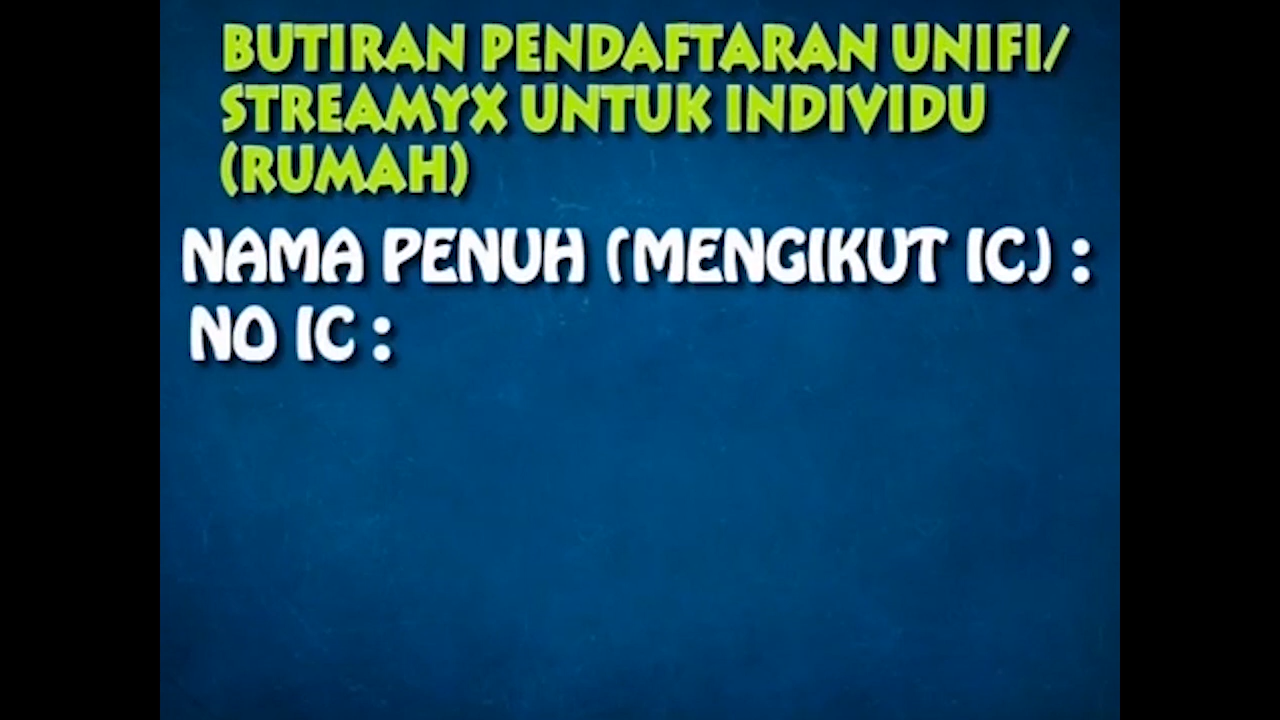 BUTIRAN PENDAFTARAN UNIFI/
STREAMYX UNTUK INDIVIDU
(RUMAH)
NAMA PENUH (MENGIKUT IC) :
NO IC :